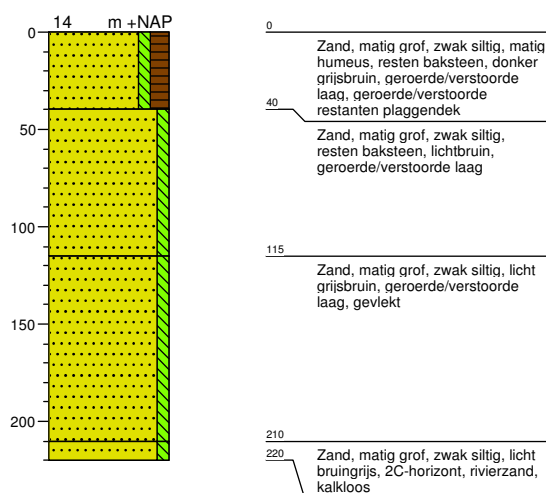 14 m +NAP
0
50
100
150
200
0
Zand, matig grof, zwak siltig, matig
humeus, resten baksteen, donker
grijsbruin, geroerde/verstoorde
laag, geroerde/verstoorde
restanten plaggendek
40
Zand, matig grof, zwak siltig,
resten baksteen, lichtbruin,
geroerde/verstoorde laag
115
Zand, matig grof, zwak siltig, licht
grijsbruin, geroerde/verstoorde
laag, gevlekt
210
Zand, matig grof, zwak siltig, licht
bruingrijs, 2C-horizont, rivierzand,
kalkloos
220